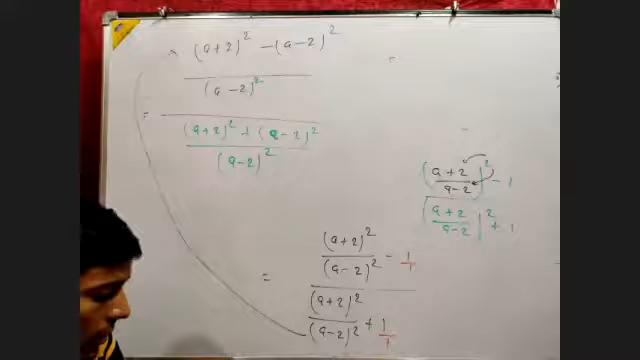 (a+2)² - (a-2)²
(a-2)²
=
(a+2)² + (a-2)²
(a-2)²
(a+2/a-2)² - 1
(a+2/a-2)² + 1
=
(a+2)²/(a-2)² - 1/1
(a+2)²/(a-2)² + 1/1